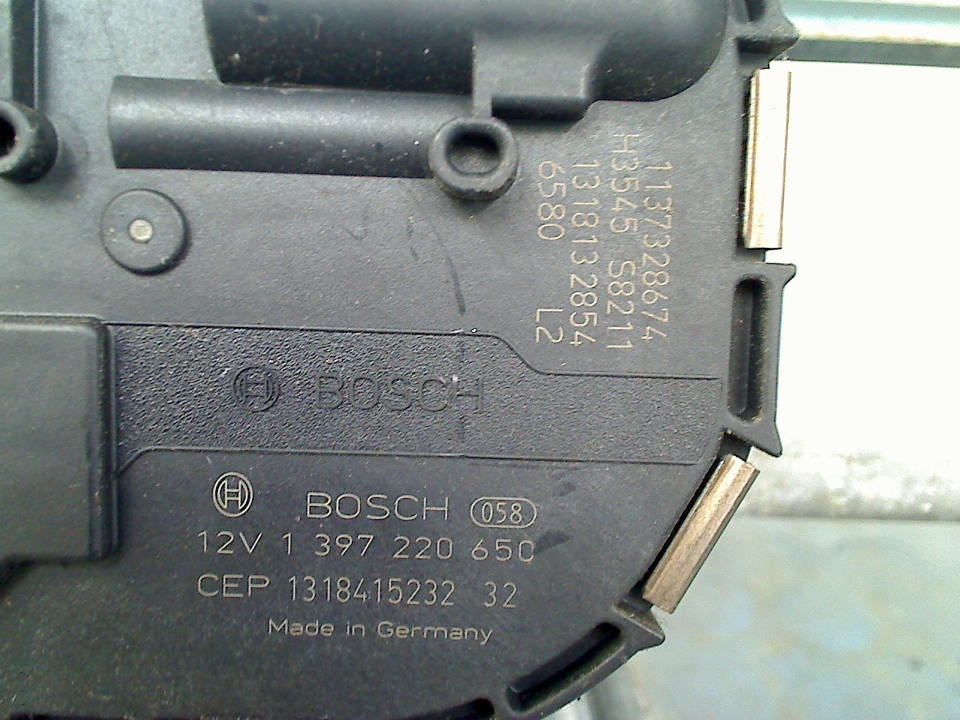 1137328674
H3545 S8211
1318132854
6580 L2
BOSCH
BOSCH 058
12V 1 397 220 650
CEP 1318415232 32
Made in Germany